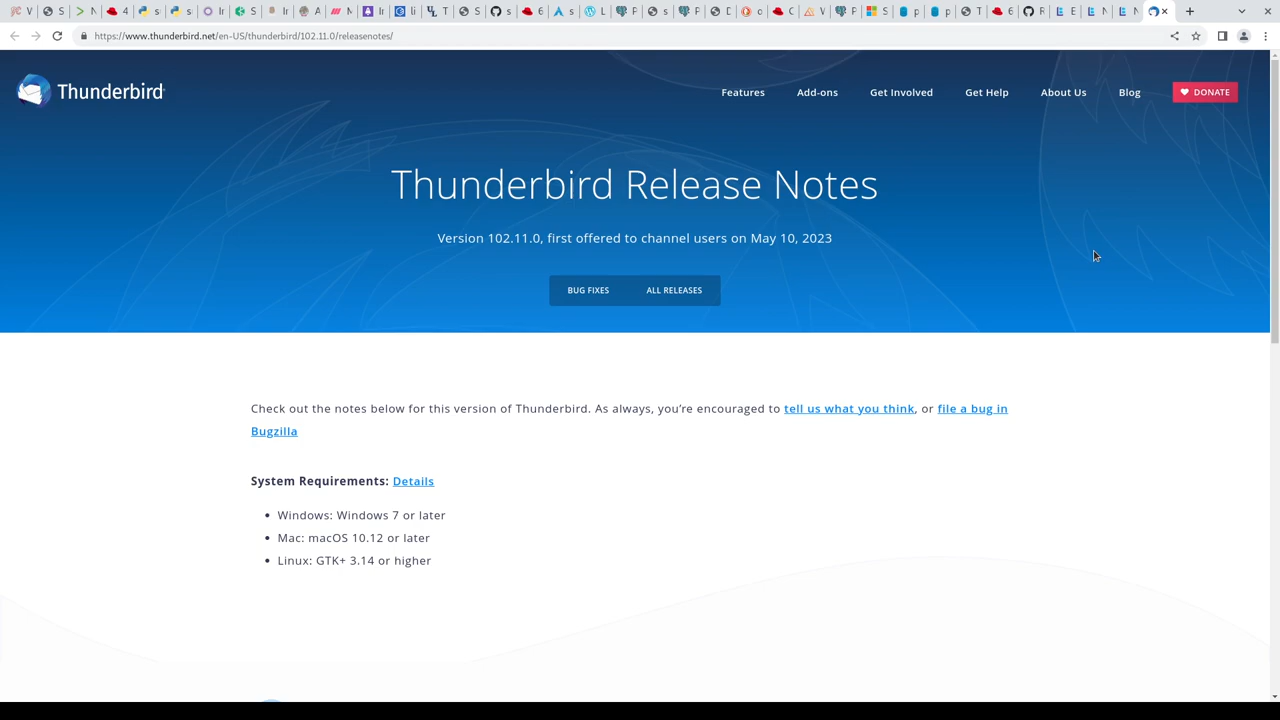 https://www.thunderbird.net/en-US/thunderbird/102.11.0/releasenotes/
Thunderbird
Features
Add-ons
Get Involved
Get Help
About Us
Blog
DONATE
Thunderbird Release Notes
Version 102.11.0, first offered to channel users on May 10, 2023
BUG FIXES
ALL RELEASES
Check out the notes below for this version of Thunderbird. As always, you’re encouraged to tell us what you think, or file a bug in
Bugzilla
System Requirements: Details
• Windows: Windows 7 or later
• Mac: macOS 10.12 or later
• Linux: GTK+ 3.14 or higher